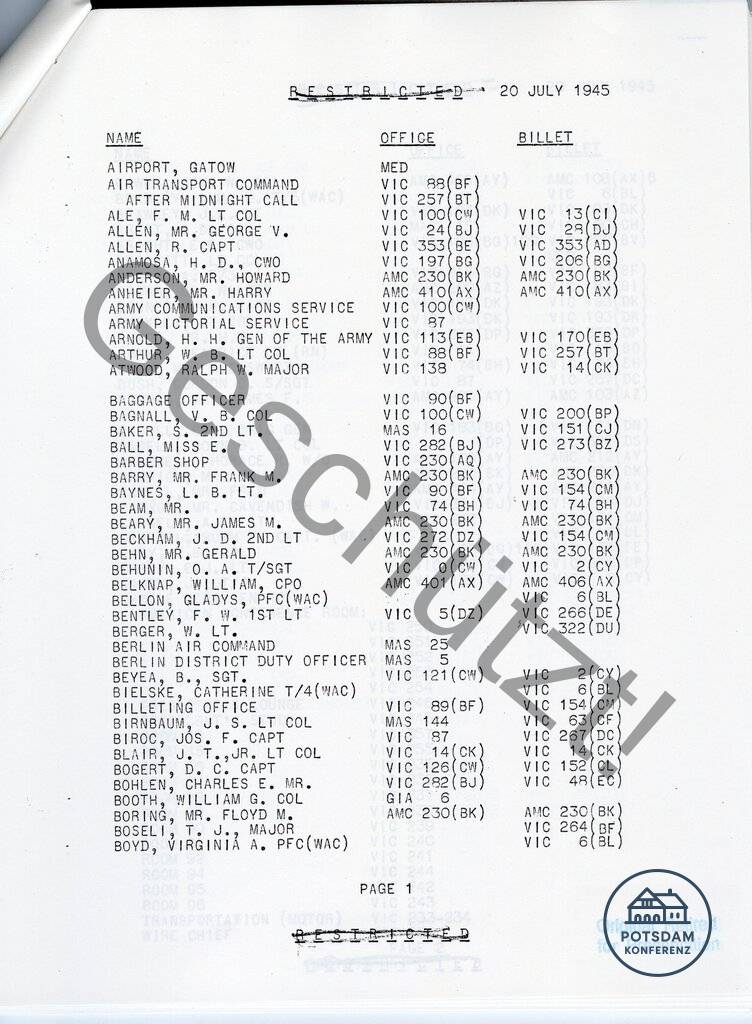 RESTRICTED 20 JULY 1945
NAME OFFICE BILLET
AIRPORT, GATOW MED
AIR TRANSPORT COMMAND VIC 88(BF)
AFTER MIDNIGHT CALL VIC 257(BT)
ALE, F. M. LT COL VIC 100(CW) VIC 13(CI)
ALLEN, MR. GEORGE V. VIC 24(BJ) VIC 28(DJ)
ALLEN, R. CAPT VIC 353(BE) VIC 353(AD)
ANAMOSA, H. D., CWO VIC 197(BG) VIC 206(BG)
ANDERSON, MR. HOWARD AMC 230(BK) AMC 230(BK)
ANHEIER, MR. HARRY AMC 410(AX) AMC 410(AX)
ARMY COMMUNICATIONS SERVICE VIC 100(CW)
ARMY PICTORIAL SERVICE VIC 87
ARNOLD, H. H. GEN OF THE ARMY VIC 113(EB) VIC 170(EB)
ARTHUR, W. B. LT COL VIC 88(BF) VIC 257(BT)
ATWOOD, RALPH W. MAJOR VIC 138 VIC 14(CK)
BAGGAGE OFFICER VIC 90(BF)
BAGNALL, V. B. COL VIC 100(CW) VIC 200(BP)
BAKER, S. 2ND LT. MAS 16 VIC 151(CJ)
BALL, MISS E. VIC 282(BJ) VIC 273(BZ)
BARBER SHOP VIC 230(AQ)
BARRY, MR. FRANK M. AMC 230(BK) AMC 230(BK)
BAYNES, L. B. LT. VIC 90(BF) VIC 154(CM)
BEAM, MR. VIC 74(BH) VIC 74(BH)
BEARY, MR. JAMES M. AMC 230(BK) AMC 230(BK)
BECKHAM, J. D. 2ND LT VIC 272(DZ) VIC 154(CM)
BEHN, MR. GERALD AMC 230(BK) AMC 230(BK)
BEHUNIN, O. A. T/SGT VIC 0(CW) VIC 2(CY)
BELKNAP, WILLIAM, CPO AMC 401(AX) AMC 406(AX)
BELLON, GLADYS, PFC(WAC) VIC 6(BL)
BENTLEY, F. W. 1ST LT VIC 5(DZ) VIC 266(DE)
BERGER, W. LT. VIC 322(DU)
BERLIN AIR COMMAND MAS 25
BERLIN DISTRICT DUTY OFFICER MAS 5
BEYEA, B., SGT. VIC 121(CW) VIC 2(CY)
BIELSKE, CATHERINE T/4(WAC) VIC 6(BL)
BILLETING OFFICE VIC 89(BF) VIC 154(CM)
BIRNBAUM, J. S. LT COL MAS 144 VIC 63(CF)
BIROC, JOS. F. CAPT VIC 87 VIC 267(DC)
BLAIR, J. T.,JR. LT COL VIC 14(CK) VIC (CK)
BOGERT, D. C. CAPT VIC 126(CW) VIC 152(CL)
BOHLEN, CHARLES E. MR. VIC 282(BJ) VIC 48(EC)
BOOTH, WILLIAM G. COL GIA 6
BORING, MR. FLOYD M. AMC 230(BK) AMC 230(BK)
BOSELI, T. J., MAJOR VIC 264(BF)
BOYD, VIRGINIA A. PFC(WAC) VIC 6(BL)
PAGE 1
RESTRICTED
Geschützt!
POTSDAM
KONFERENZ